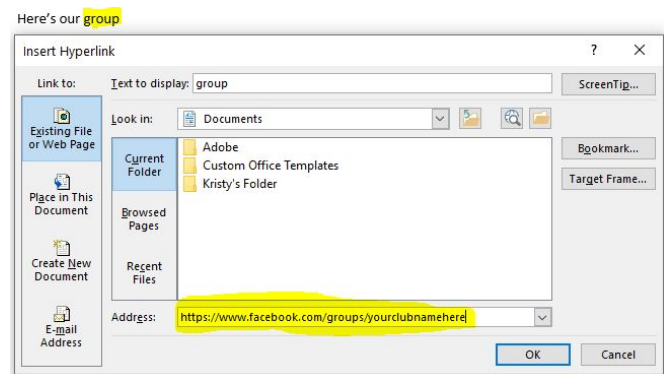 Here's our group
Insert Hyperlink ? ×
Link to:
Text to display: group
ScreenTip...
Existing File
or Web Page
Look in: Documents
Current
Folder
Adobe
Custom Office Templates
Kristy's Folder
Bookmark...
Target Frame...
Place in This
Document
Browsed
Pages
Create New
Document
Recent
Files
Address: https://www.facebook.com/groups/yourclubnamehere
E-mail
Address
OK Cancel